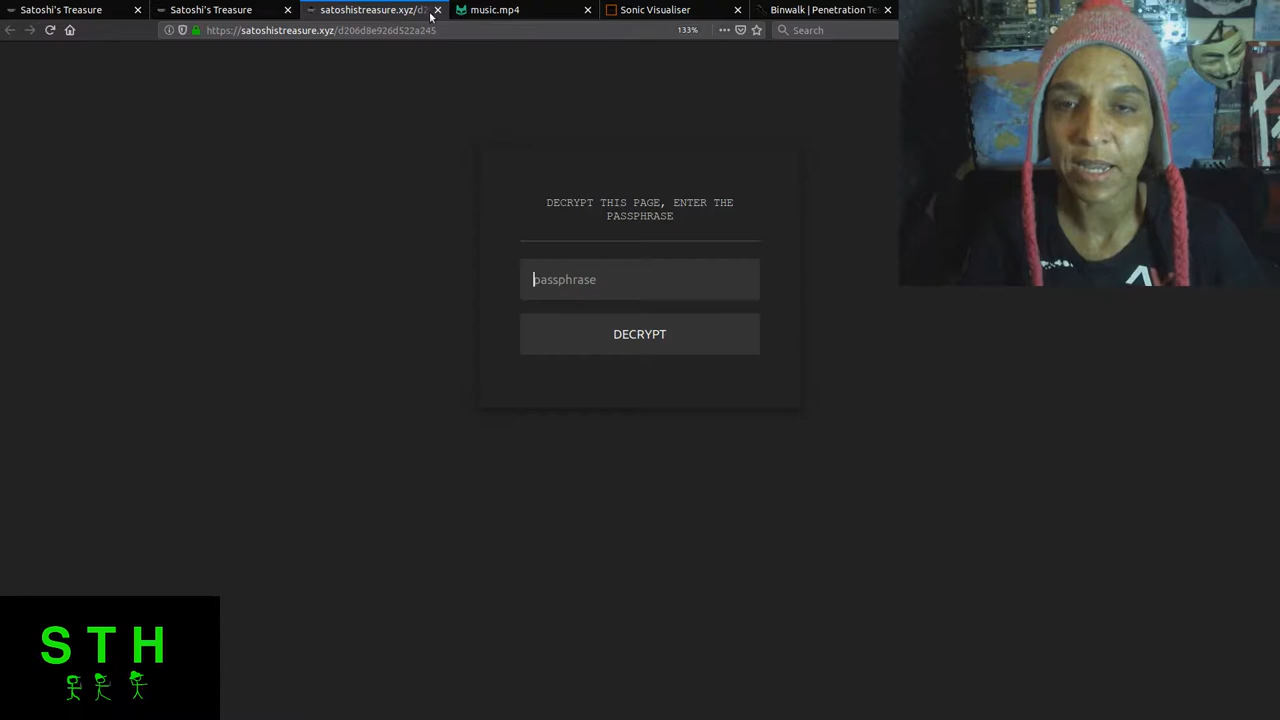 Satoshi's Treasure
Satoshi's Treasure
satoshistreasure.xyz/d2
music.mp4
Sonic Visualiser
Binwalk | Penetration Te
https://satoshistreasure.xyz/d206d8e926d522a245
133%
Search
DECRYPT THIS PAGE, ENTER THE
PASSPHRASE
passphrase
DECRYPT
S T H